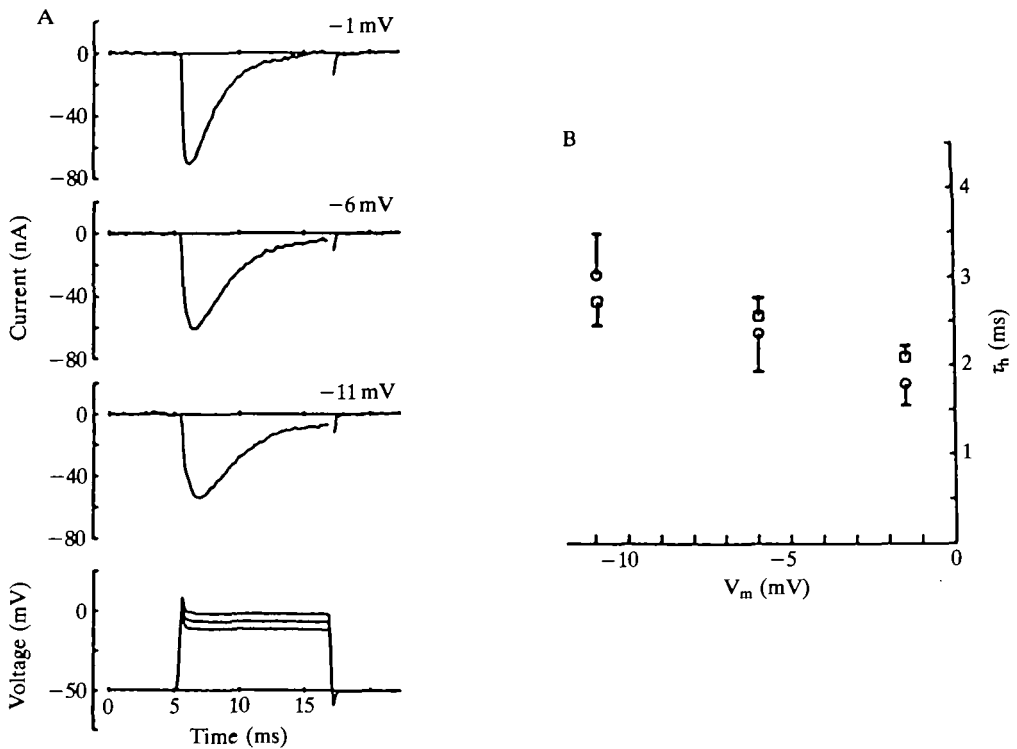 A
−1 mV
0
−40
−80
−6 mV
0
−40
−80
Current (nA)
−11 mV
0
−40
−80
Voltage (mV)
0
−50
0
5
10
15
Time (ms)
B
4
3
2
1
τh (ms)
−10
−5
0
Vm (mV)